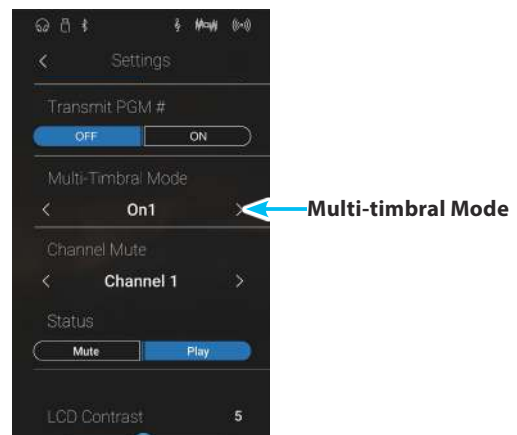 Settings
Transmit PGM #
OFF ON
Multi-Timbral Mode
On1
Multi-timbral Mode
Channel Mute
Channel 1
Status
Mute Play
LCD Contrast 5